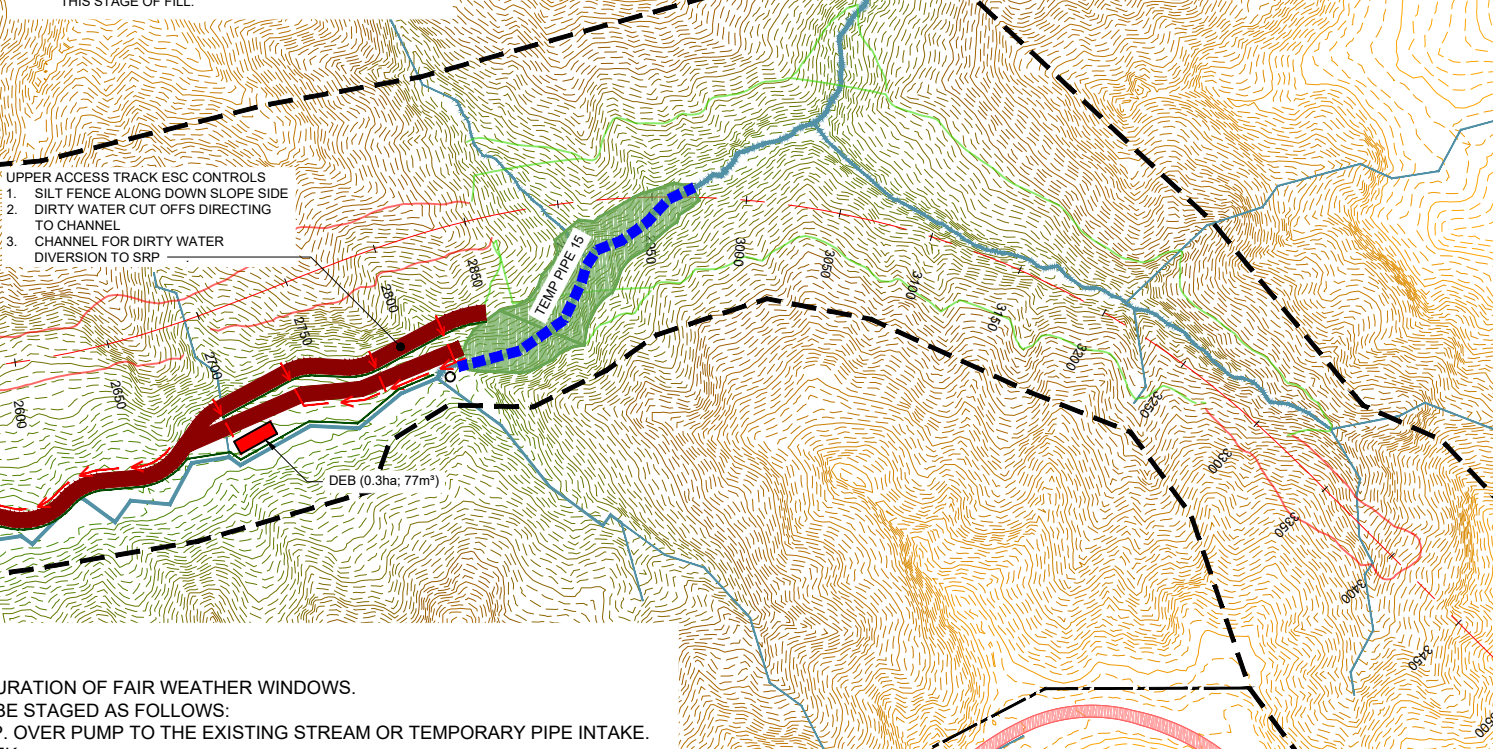 THIS STAGE OF FILL.
UPPER ACCESS TRACK ESC CONTROLS
1. SILT FENCE ALONG DOWN SLOPE SIDE
2. DIRTY WATER CUT OFFS DIRECTING
TO CHANNEL
3. CHANNEL FOR DIRTY WATER
DIVERSION TO SRP
TEMP PIPE 15
250
2600
2650
2700
2750
2800
2850
3000
3050
3100
3150
3200
3250
3300
3350
3400
3450
DEB (0.3ha; 77m³)
URATION OF FAIR WEATHER WINDOWS.
BE STAGED AS FOLLOWS:
P. OVER PUMP TO THE EXISTING STREAM OR TEMPORARY PIPE INTAKE.